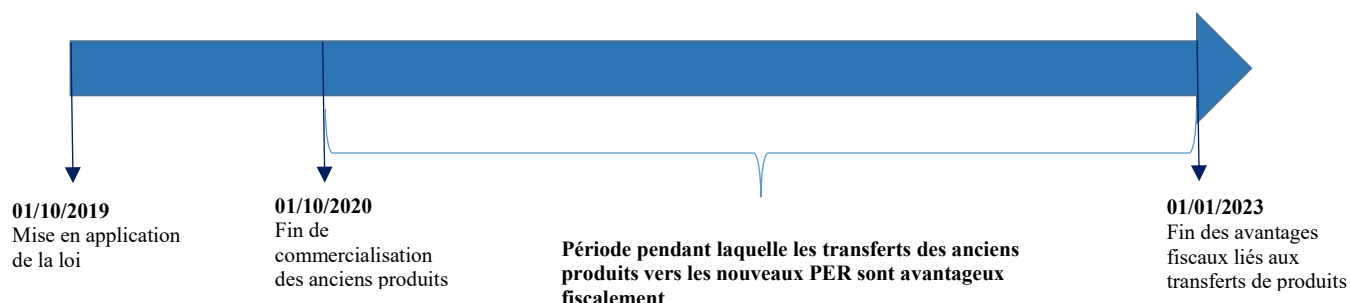 01/10/2019
Mise en application
de la loi
01/10/2020
Fin de
commercialisation
des anciens produits
Période pendant laquelle les transferts des anciens
produits vers les nouveaux PER sont avantageux
fiscalement
01/01/2023
Fin des avantages
fiscaux liés aux
transferts de produits